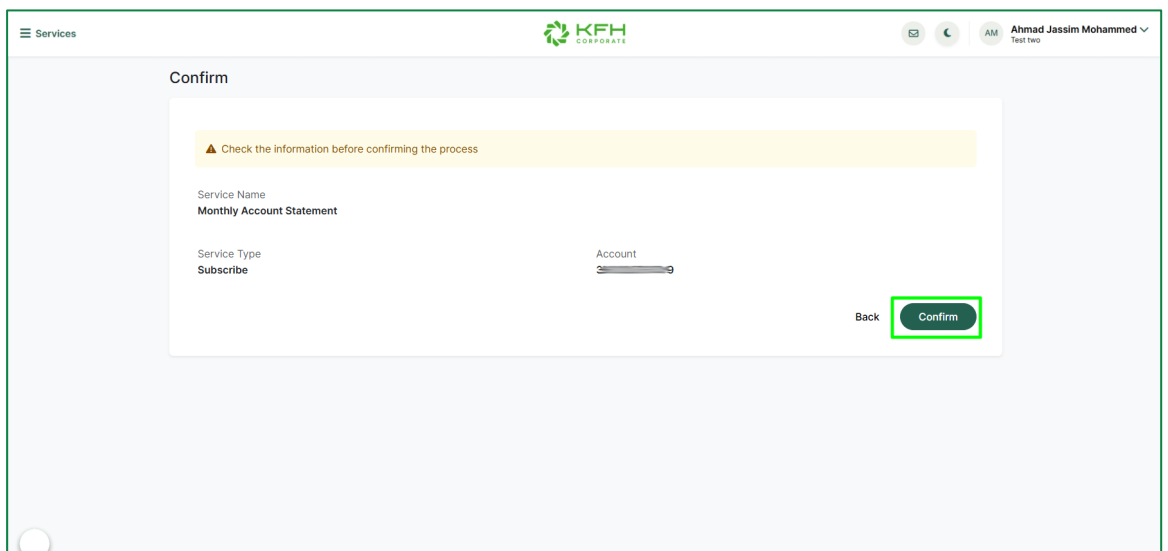 Services
KFH
CORPORATE
AM
Ahmad Jassim Mohammed
Test two
Confirm
Check the information before confirming the process
Service Name
Monthly Account Statement
Service Type
Account
Subscribe
Back
Confirm